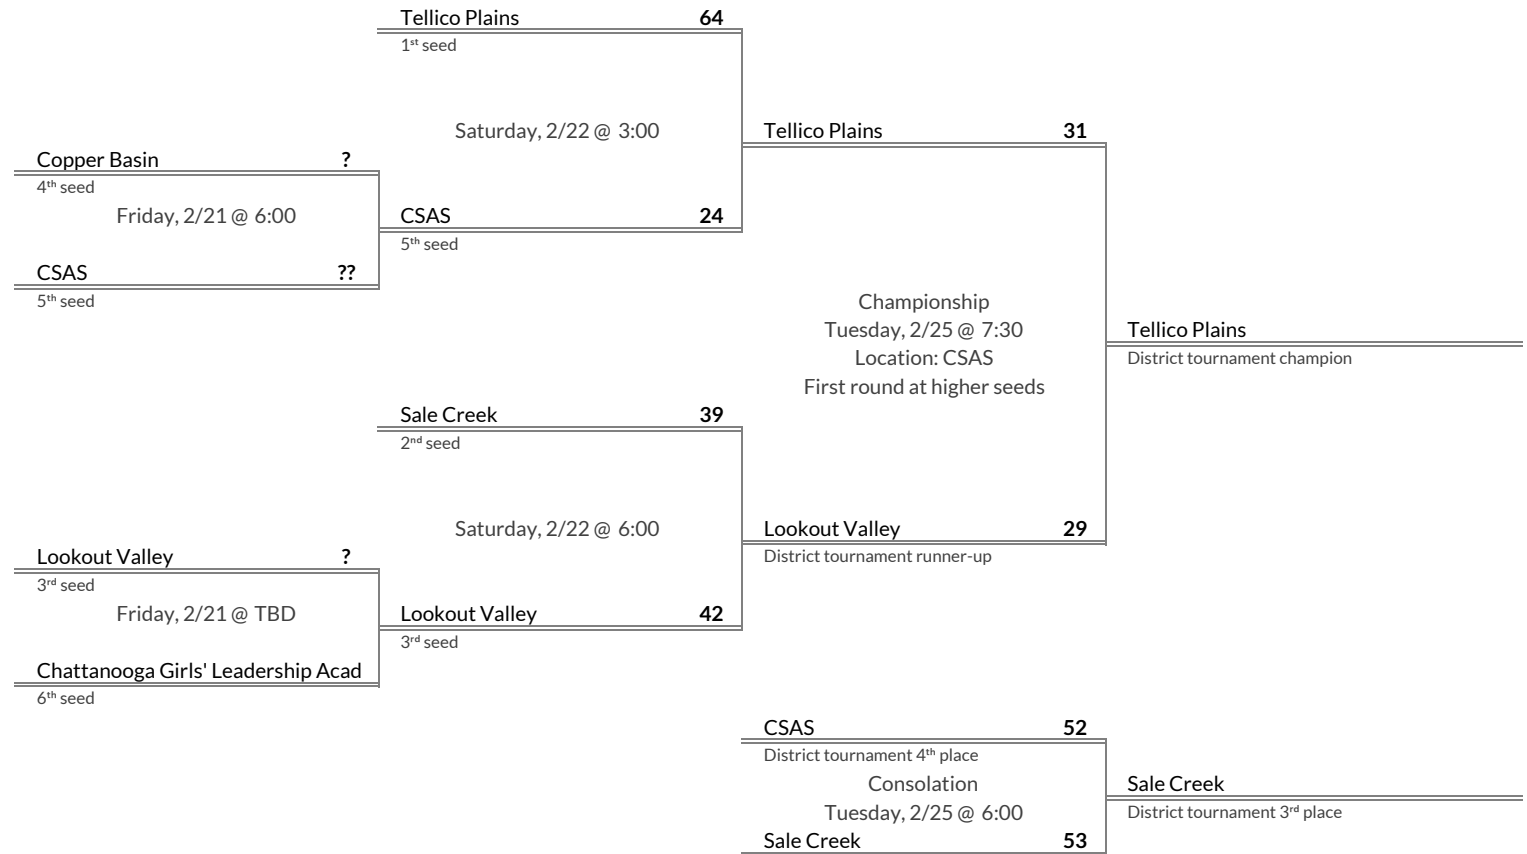 Tellico Plains 64
1st seed
Saturday, 2/22 @ 3:00
Tellico Plains 31
Copper Basin ?
4th seed
Friday, 2/21 @ 6:00
CSAS 24
5th seed
CSAS ??
5th seed
Championship
Tuesday, 2/25 @ 7:30
Location: CSAS
First round at higher seeds
Tellico Plains
District tournament champion
Sale Creek 39
2nd seed
Saturday, 2/22 @ 6:00
Lookout Valley 29
District tournament runner-up
Lookout Valley ?
3rd seed
Friday, 2/21 @ TBD
Lookout Valley 42
3rd seed
Chattanooga Girls' Leadership Acad
6th seed
CSAS 52
District tournament 4th place
Consolation
Tuesday, 2/25 @ 6:00
Sale Creek 53
Sale Creek
District tournament 3rd place